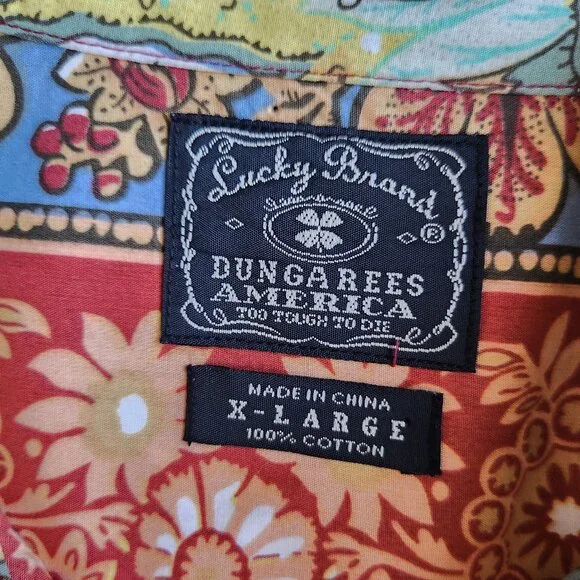 Lucky Brand
®
DUNGAREES
AMERICA
TOO TOUGH TO DIE
MADE IN CHINA
X-LARGE
100% COTTON